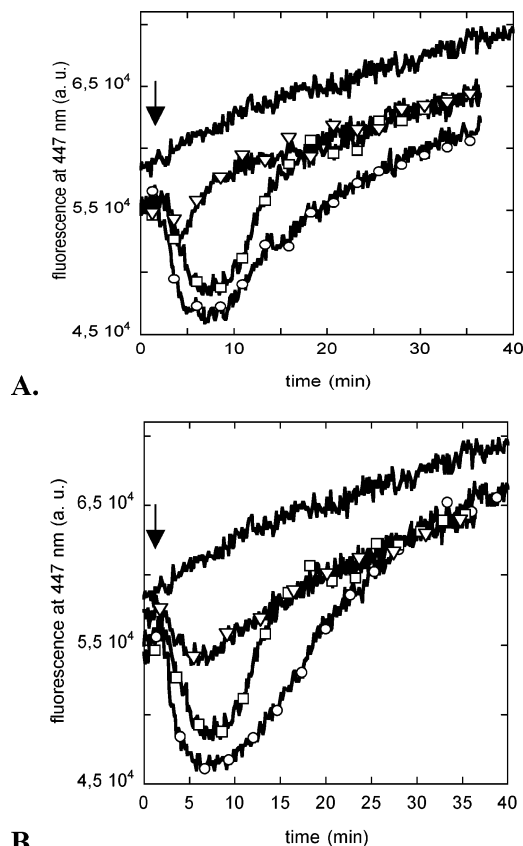 fluorescence at 447 nm (a. u.)
6,5 10⁴
5,5 10⁴
4,5 10⁴
0 10 20 30 40
time (min)
A.
fluorescence at 447 nm (a. u.)
6,5 10⁴
5,5 10⁴
4,5 10⁴
0 5 10 15 20 25 30 35 40
time (min)
B